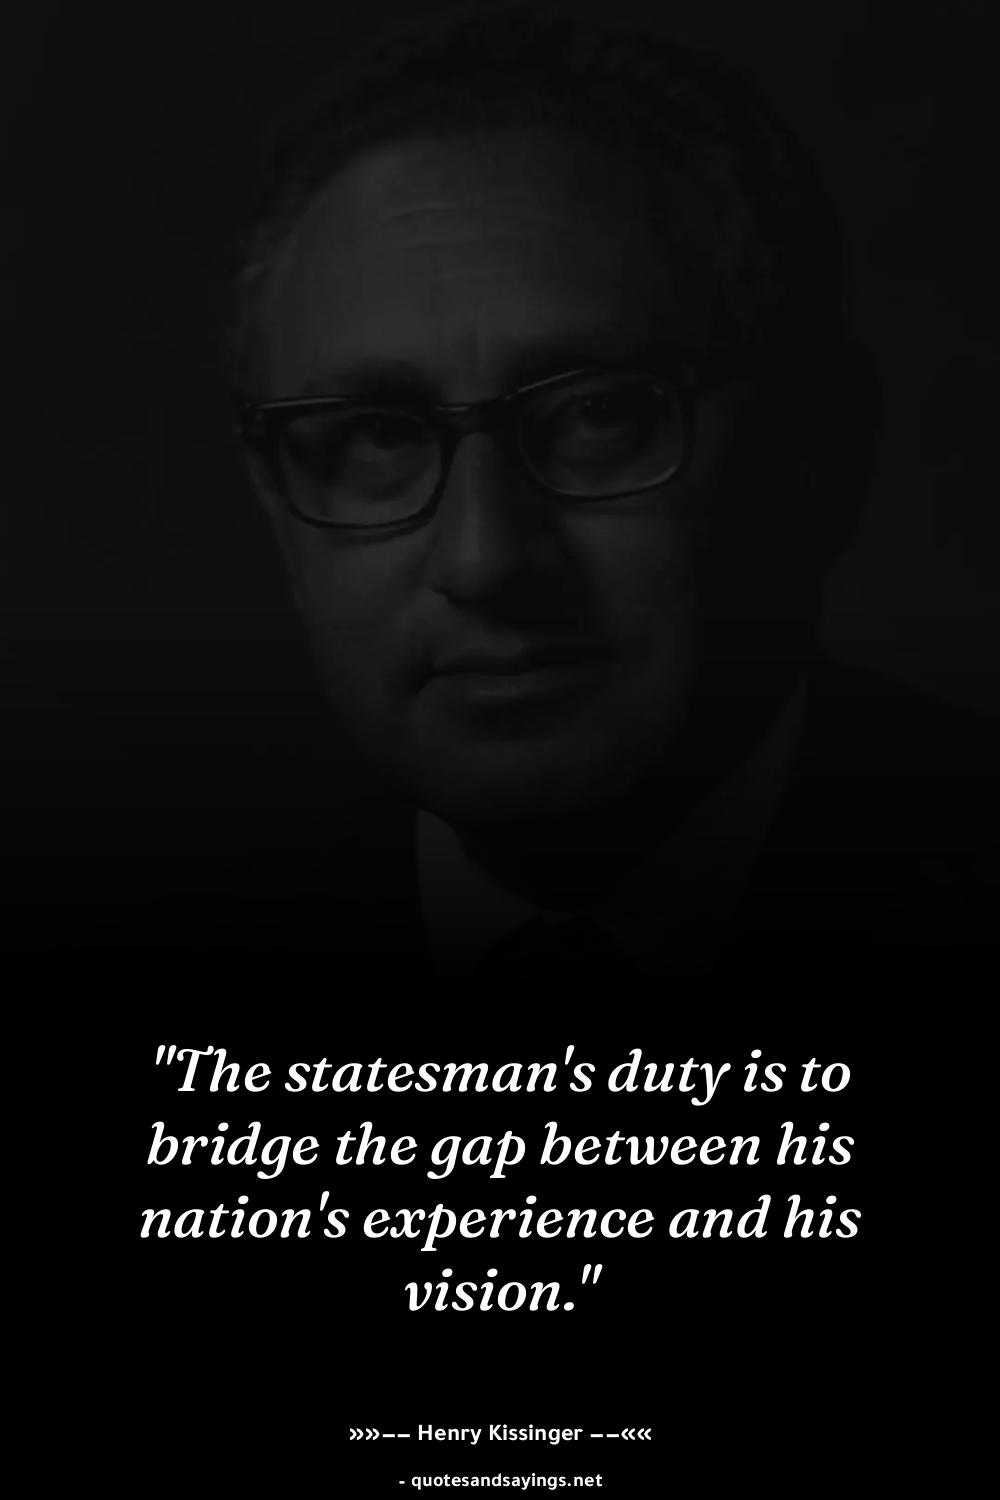 "The statesman's duty is to
bridge the gap between his
nation's experience and his
vision."
»»−− Henry Kissinger −−««
- quotesandsayings.net